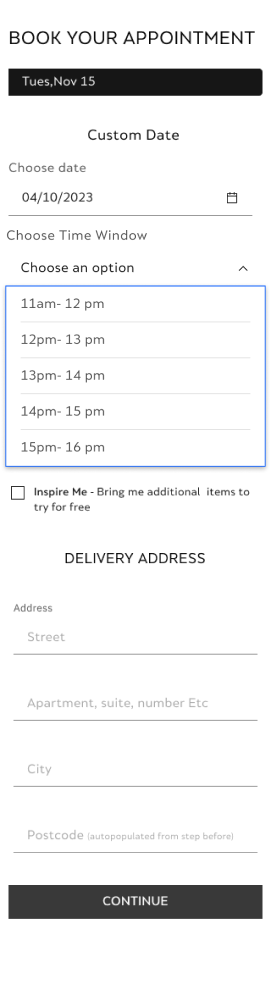 BOOK YOUR APPOINTMENT
Tues,Nov 15
Custom Date
Choose date
04/10/2023
Choose Time Window
Choose an option
11am- 12 pm
12pm- 13 pm
13pm- 14 pm
14pm- 15 pm
15pm- 16 pm
Inspire Me - Bring me additional items to
try for free
DELIVERY ADDRESS
Address
Street
Apartment, suite, number Etc
City
Postcode (autopopulated from step before)
CONTINUE